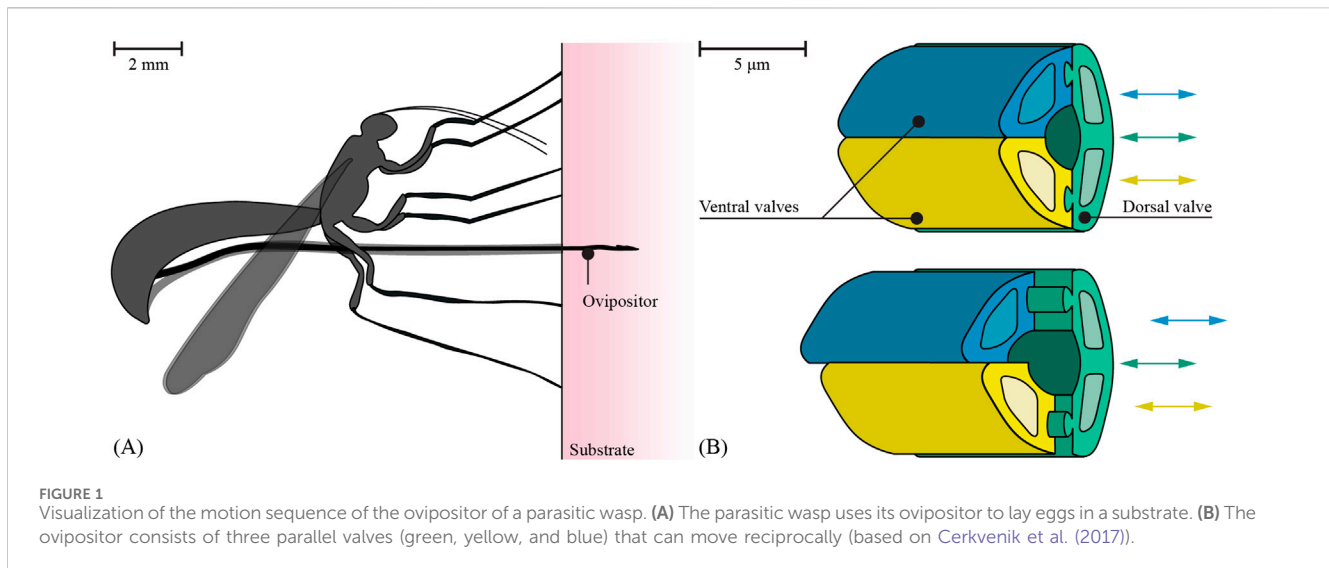 2 mm
5 μm
Ventral valves
Dorsal valve
Ovipositor
Substrate
(A)
(B)
FIGURE 1
Visualization of the motion sequence of the ovipositor of a parasitic wasp. (A) The parasitic wasp uses its ovipositor to lay eggs in a substrate. (B) The
ovipositor consists of three parallel valves (green, yellow, and blue) that can move reciprocally (based on Cerkvenik et al. (2017)).